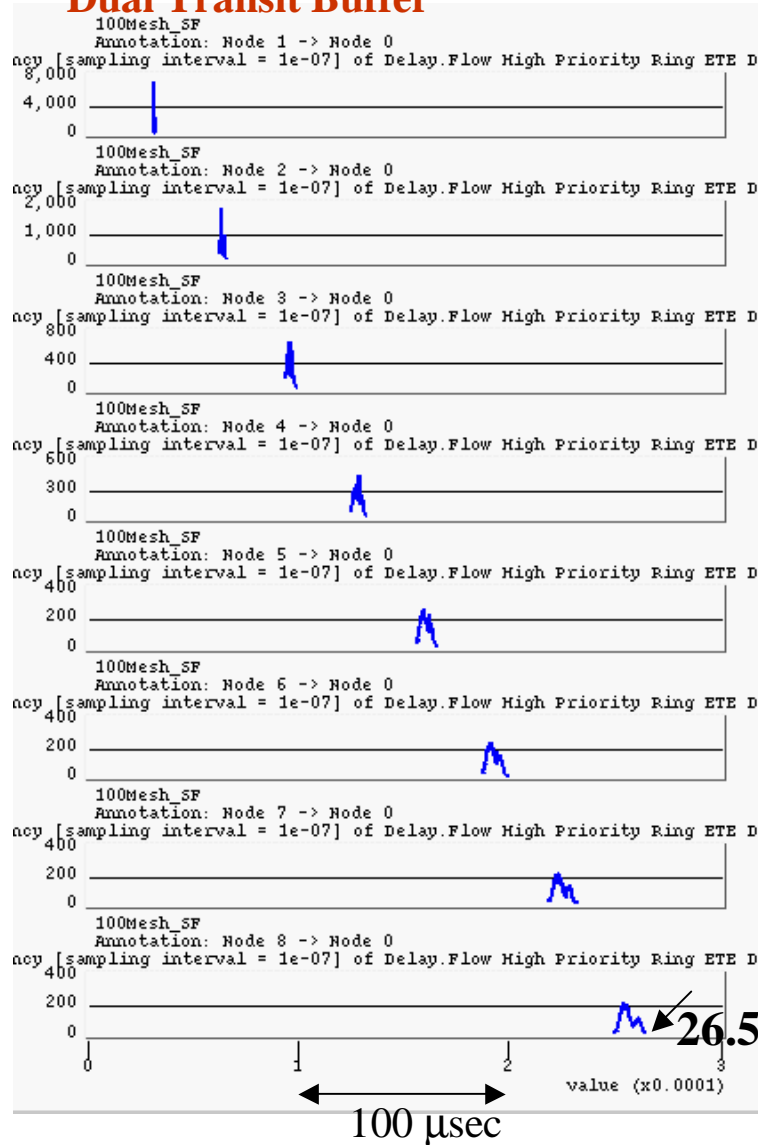 Dual Transit Buffer
100Mesh_SF
Annotation: Node 1 -> Node 0
ncy [sampling interval = 1e-07] of Delay.Flow High Priority Ring ETE D
8,000
4,000
0
100Mesh_SF
Annotation: Node 2 -> Node 0
ncy [sampling interval = 1e-07] of Delay.Flow High Priority Ring ETE D
2,000
1,000
0
100Mesh_SF
Annotation: Node 3 -> Node 0
ncy [sampling interval = 1e-07] of Delay.Flow High Priority Ring ETE D
800
400
0
100Mesh_SF
Annotation: Node 4 -> Node 0
ncy [sampling interval = 1e-07] of Delay.Flow High Priority Ring ETE D
600
300
0
100Mesh_SF
Annotation: Node 5 -> Node 0
ncy [sampling interval = 1e-07] of Delay.Flow High Priority Ring ETE D
400
200
0
100Mesh_SF
Annotation: Node 6 -> Node 0
ncy [sampling interval = 1e-07] of Delay.Flow High Priority Ring ETE D
400
200
0
100Mesh_SF
Annotation: Node 7 -> Node 0
ncy [sampling interval = 1e-07] of Delay.Flow High Priority Ring ETE D
400
200
0
100Mesh_SF
Annotation: Node 8 -> Node 0
ncy [sampling interval = 1e-07] of Delay.Flow High Priority Ring ETE D
400
200
0
26.5
0 1 2 3
value (x0.0001)
100 μsec